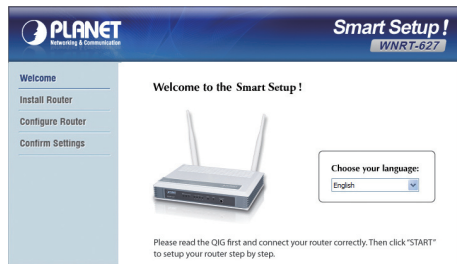 PLANET
Networking & Communication
Smart Setup !
WNRT-627
Welcome
Install Router
Configure Router
Confirm Settings
Welcome to the Smart Setup !
Choose your language:
English
Please read the QIG first and connect your router correctly. Then click “START”
to setup your router step by step.